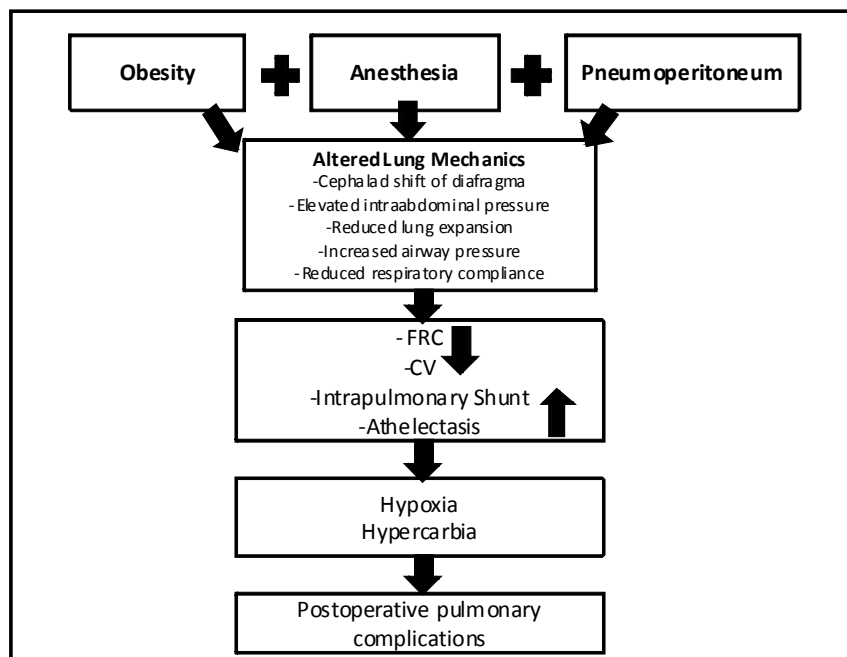 Obesity
Anesthesia
Pneumoperitoneum
Altered Lung Mechanics
-Cephalad shift of diafragma
-Elevated intraabdominal pressure
-Reduced lung expansion
-Increased airway pressure
-Reduced respiratory compliance
- FRC
-CV
-Intrapulmonary Shunt
-Athelectasis
Hypoxia
Hypercarbia
Postoperative pulmonary
complications